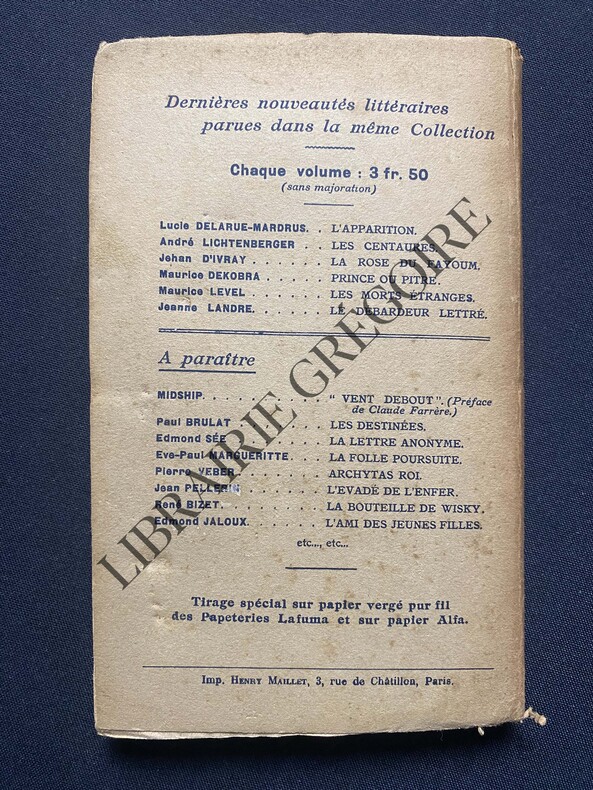 Dernières nouveautés littéraires
parues dans la même Collection
Chaque volume : 3 fr. 50
(sans majoration)
Lucie DELARUE-MARDRUS. . L'APPARITION.
André LICHTENBERGER . . LES CENTAURES.
Jehan D'IVRAY . . . . . . LA ROSE DU FAYOUM.
Maurice DEKOBRA . . . . . PRINCE OU PITRE.
Maurice LEVEL . . . . . . LES MORTS ÉTRANGES.
Jeanne LANDRE. . . . . . LE DÉBARDEUR LETTRÉ.
A paraître
MIDSHIP. . . . . . . . . " VENT DEBOUT". (Préface
de Claude Farrère.)
Paul BRULAT . . . . . . . LES DESTINÉES.
Edmond SÉE . . . . . . . LA LETTRE ANONYME.
Eve-Paul MARGUERITTE . . LA FOLLE POURSUITE.
Pierre VEBER . . . . . . ARCHYTAS ROI.
Jean PELLERIN . . . . . . L'EVADÉ DE L'ENFER.
René BIZET. . . . . . . . LA BOUTEILLE DE WISKY.
Edmond JALOUX. . . . . . L'AMI DES JEUNES FILLES.
etc..., etc...
Tirage spécial sur papier vergé pur fil
des Papeteries Lafuma et sur papier Alfa.
Imp. HENRY MAILLET, 3, rue de Châtillon, Paris.
LIBRAIRIE GRÉGOIRE